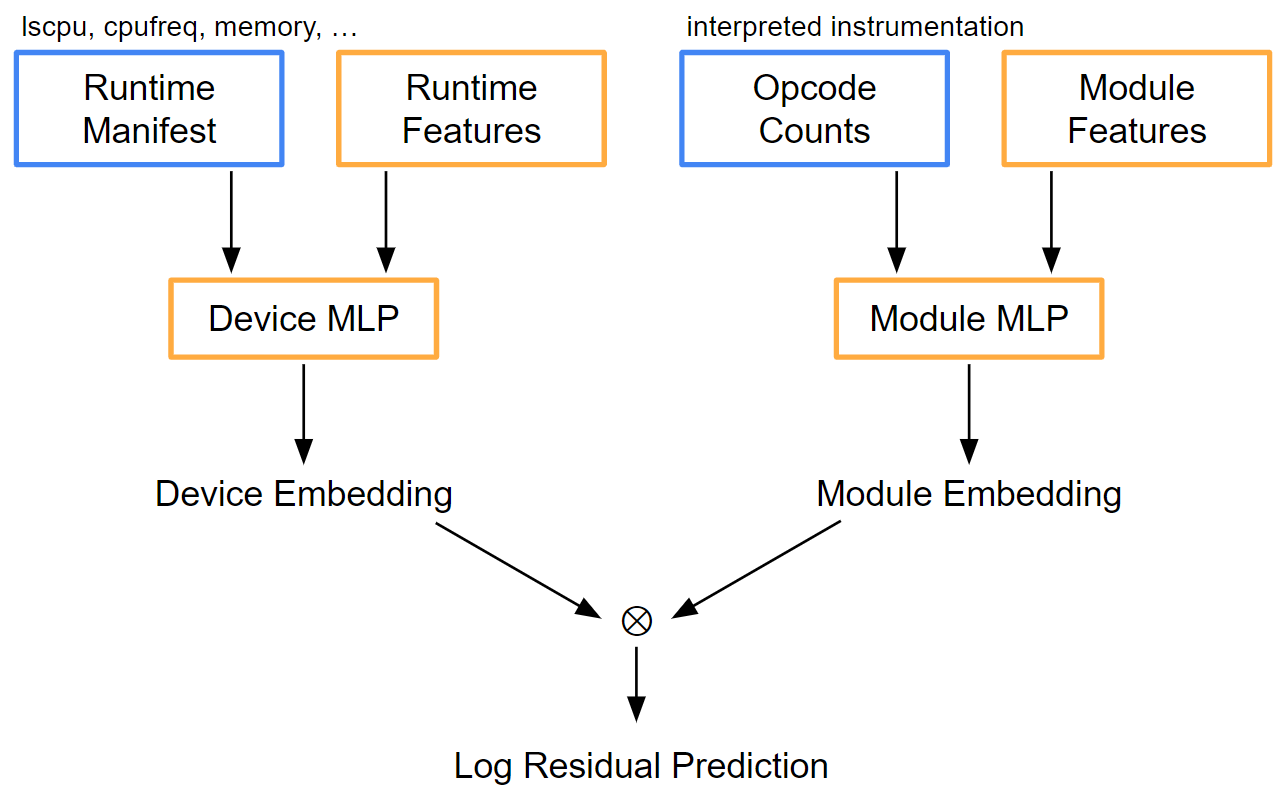 lscpu, cpufreq, memory, …
interpreted instrumentation
Runtime
Manifest
Runtime
Features
Opcode
Counts
Module
Features
Device MLP
Module MLP
Device Embedding
Module Embedding
⊗
Log Residual Prediction